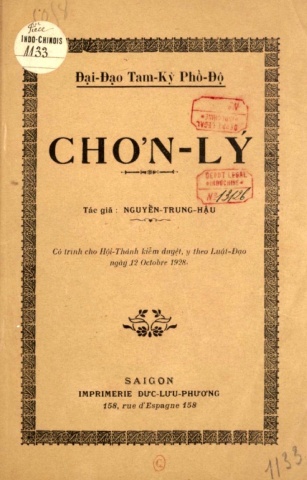 Pièce
INDO-CHINOIS
1133
Đại-Đạo Tam-Kỳ Phổ-Độ
CHƠN-LÝ
DEPOT LEGAL
INDOCHINE
Nº
Tác giả : NGUYỄN-TRUNG-HẬU
Có trình cho Hội-Thánh kiểm duyệt, y theo Luật-Đạo
ngày 12 Octobre 1928.
SAIGON
IMPRIMERIE ĐỨC-LƯU-PHƯƠNG
158, rue d'Espagne 158
1133